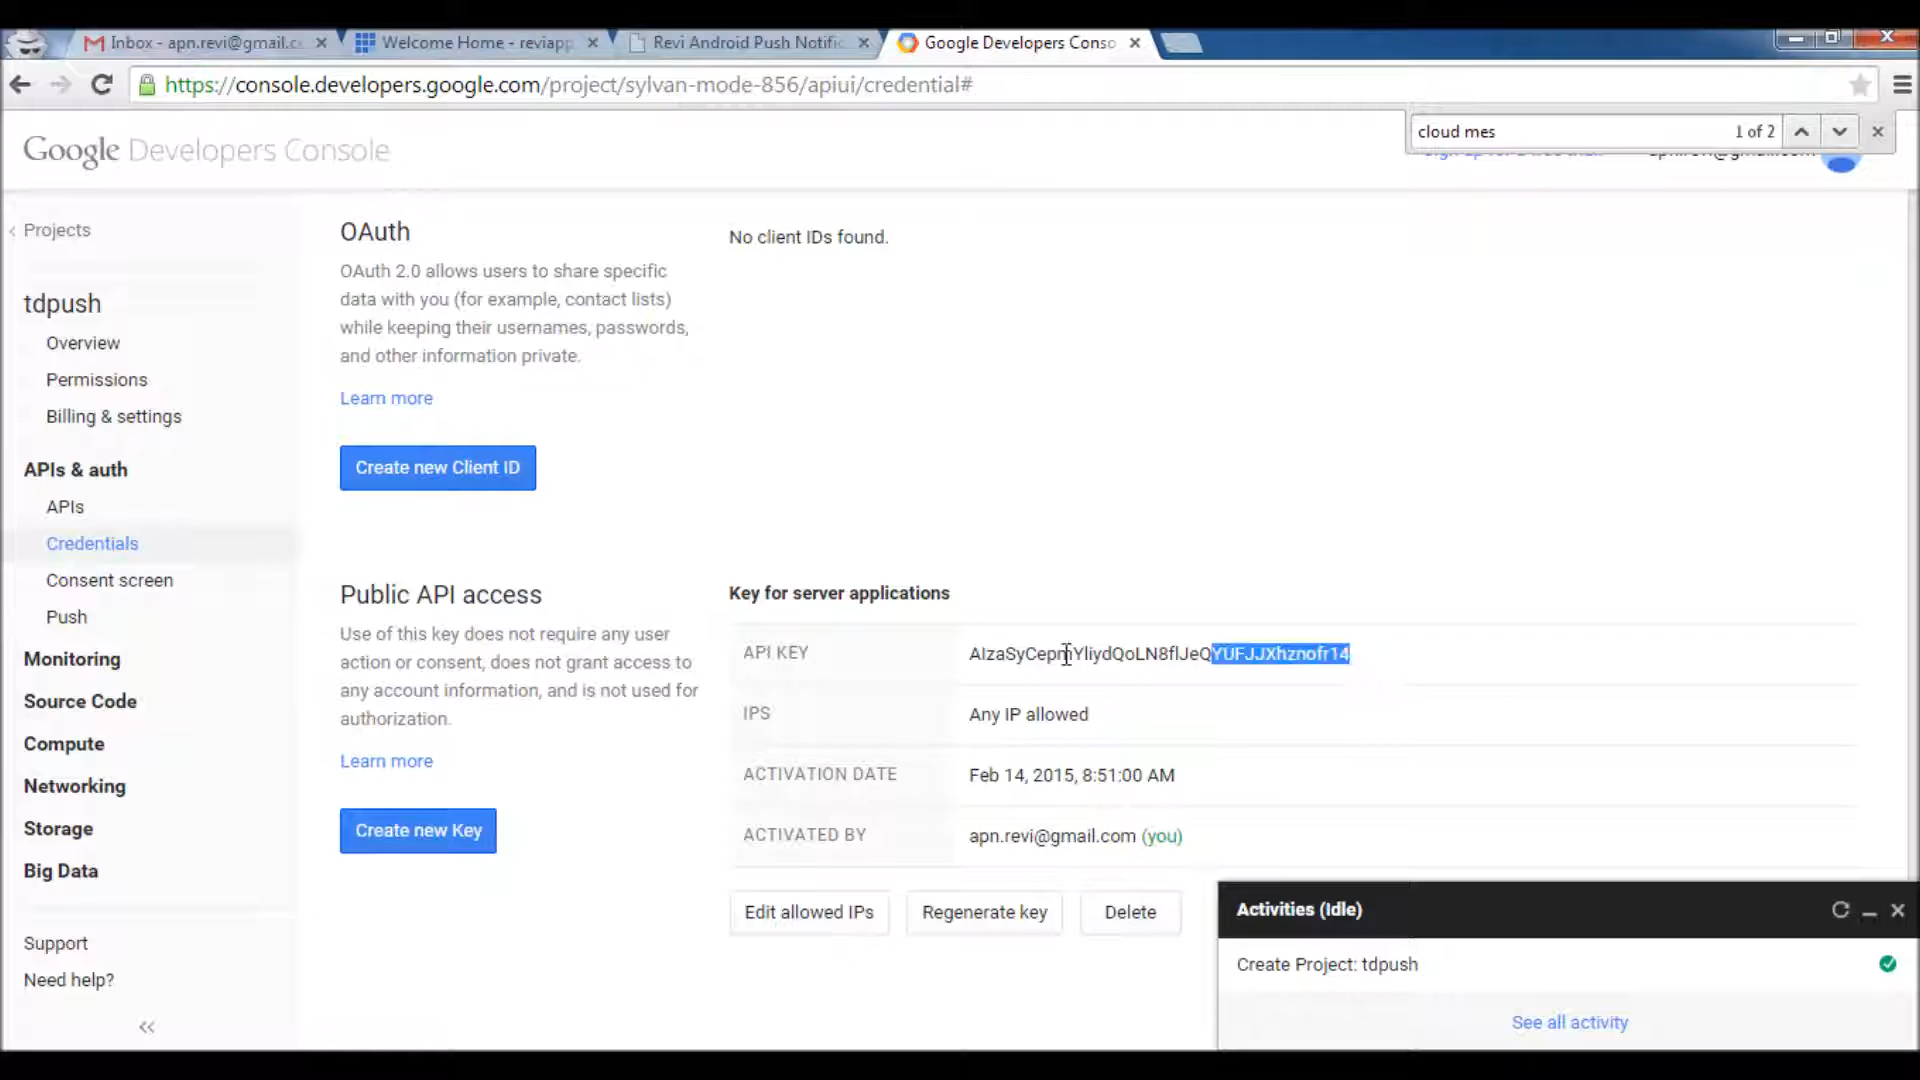 Inbox - apn.revi@gmail.c
Welcome Home - reviapp
Revi Android Push Notific
Google Developers Conso
https://console.developers.google.com/project/sylvan-mode-856/apiui/credential#
cloud mes
1 of 2
Google Developers Console
Projects
tdpush
Overview
Permissions
Billing & settings
APIs & auth
APIs
Credentials
Consent screen
Push
Monitoring
Source Code
Compute
Networking
Storage
Big Data
Support
Need help?
OAuth
OAuth 2.0 allows users to share specific
data with you (for example, contact lists)
while keeping their usernames, passwords,
and other information private.
Learn more
Create new Client ID
No client IDs found.
Public API access
Use of this key does not require any user
action or consent, does not grant access to
any account information, and is not used for
authorization.
Learn more
Create new Key
Key for server applications
API KEY
IPS
Any IP allowed
ACTIVATION DATE
Feb 14, 2015, 8:51:00 AM
ACTIVATED BY
apn.revi@gmail.com (you)
Edit allowed IPs
Regenerate key
Delete
Activities (Idle)
Create Project: tdpush
See all activity